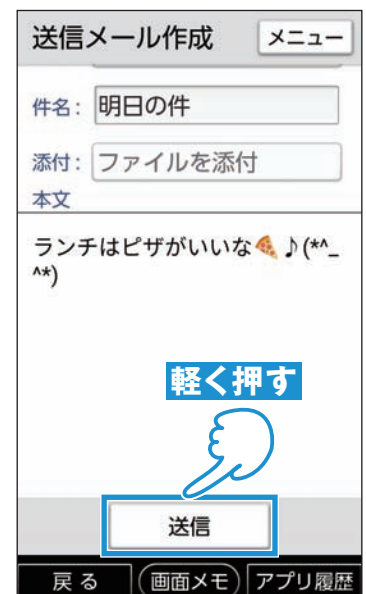 送信メール作成 メニュー
件名： 明日の件
添付： ファイルを添付
本文
ランチはピザがいいな🍕♪(*^_
^*)
軽く押す
送信
戻る 画面メモ アプリ履歴